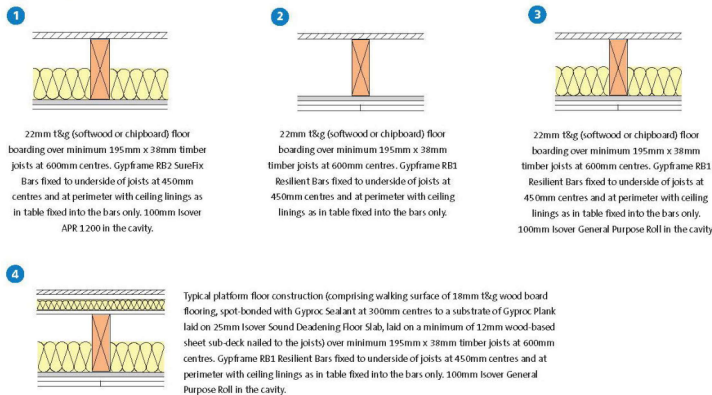 1
22mm t&g (softwood or chipboard) floor
boarding over minimum 195mm x 38mm timber
joists at 600mm centres. Gypframe RB2 SureFix
Bars fixed to underside of joists at 450mm
centres and at perimeter with ceiling linings as
in table fixed into the bars only. 100mm Isover
APR 1200 in the cavity.
2
22mm t&g (softwood or chipboard) floor
boarding over minimum 195mm x 38mm
timber joists at 600mm centres. Gypframe RB1
Resilient Bars fixed to underside of joists at
450mm centres and at perimeter with ceiling
linings as in table fixed into the bars only.
3
22mm t&g (softwood or chipboard) floor
boarding over minimum 195mm x 38mm
timber joists at 600mm centres. Gypframe RB1
Resilient Bars fixed to underside of joists at
450mm centres and at perimeter with ceiling
linings as in table fixed into the bars only.
100mm Isover General Purpose Roll in the cavity
4
Typical platform floor construction (comprising walking surface of 18mm t&g wood board
flooring, spot-bonded with Gyproc Sealant at 300mm centres to a substrate of Gyproc Plank
laid on 25mm Isover Sound Deadening Floor Slab, laid on a minimum of 12mm wood-based
sheet sub-deck nailed to the joists) over minimum 195mm x 38mm timber joists at 600mm
centres. Gypframe RB1 Resilient Bars fixed to underside of joists at 450mm centres and at
perimeter with ceiling linings as in table fixed into the bars only. 100mm Isover General
Purpose Roll in the cavity.